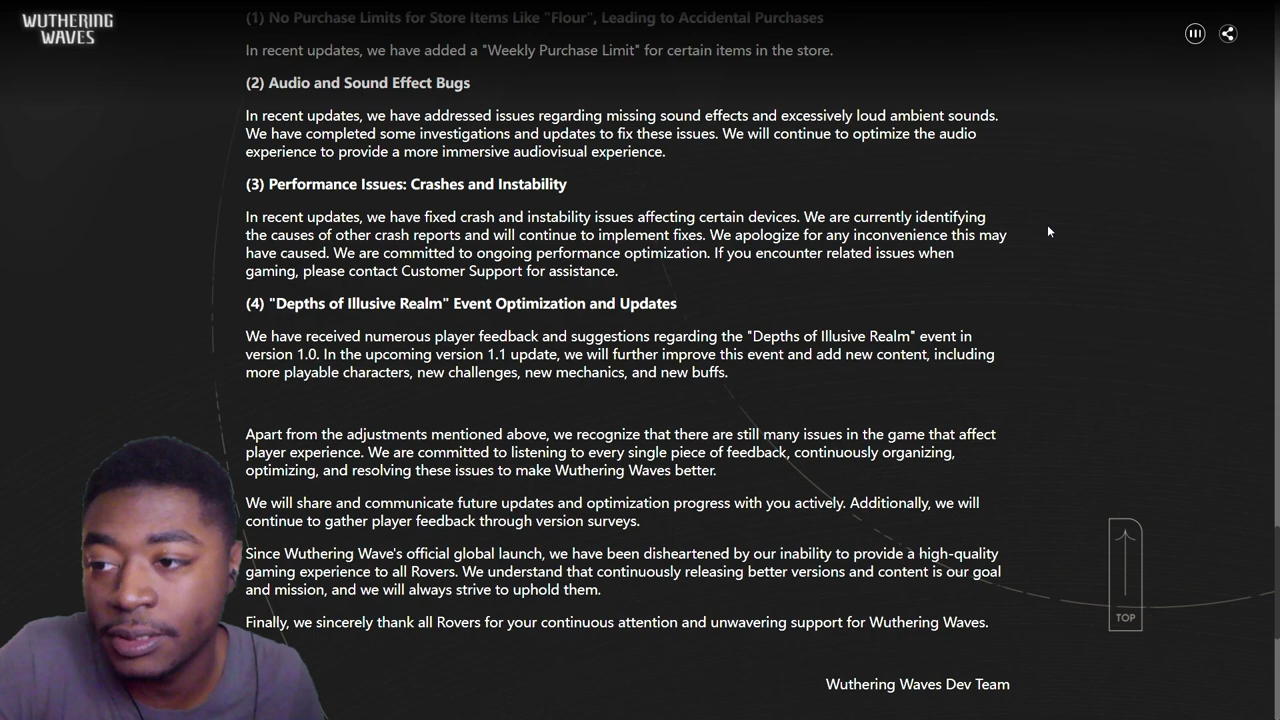 WUTHERING
WAVES
(1) No Purchase Limits for Store Items Like "Flour", Leading to Accidental Purchases
In recent updates, we have added a "Weekly Purchase Limit" for certain items in the store.
(2) Audio and Sound Effect Bugs
In recent updates, we have addressed issues regarding missing sound effects and excessively loud ambient sounds.
We have completed some investigations and updates to fix these issues. We will continue to optimize the audio
experience to provide a more immersive audiovisual experience.
(3) Performance Issues: Crashes and Instability
In recent updates, we have fixed crash and instability issues affecting certain devices. We are currently identifying
the causes of other crash reports and will continue to implement fixes. We apologize for any inconvenience this may
have caused. We are committed to ongoing performance optimization. If you encounter related issues when
gaming, please contact Customer Support for assistance.
(4) "Depths of Illusive Realm" Event Optimization and Updates
We have received numerous player feedback and suggestions regarding the "Depths of Illusive Realm" event in
version 1.0. In the upcoming version 1.1 update, we will further improve this event and add new content, including
more playable characters, new challenges, new mechanics, and new buffs.
Apart from the adjustments mentioned above, we recognize that there are still many issues in the game that affect
player experience. We are committed to listening to every single piece of feedback, continuously organizing,
optimizing, and resolving these issues to make Wuthering Waves better.
We will share and communicate future updates and optimization progress with you actively. Additionally, we will
continue to gather player feedback through version surveys.
Since Wuthering Wave's official global launch, we have been disheartened by our inability to provide a high-quality
gaming experience to all Rovers. We understand that continuously releasing better versions and content is our goal
and mission, and we will always strive to uphold them.
Finally, we sincerely thank all Rovers for your continuous attention and unwavering support for Wuthering Waves.
TOP
Wuthering Waves Dev Team